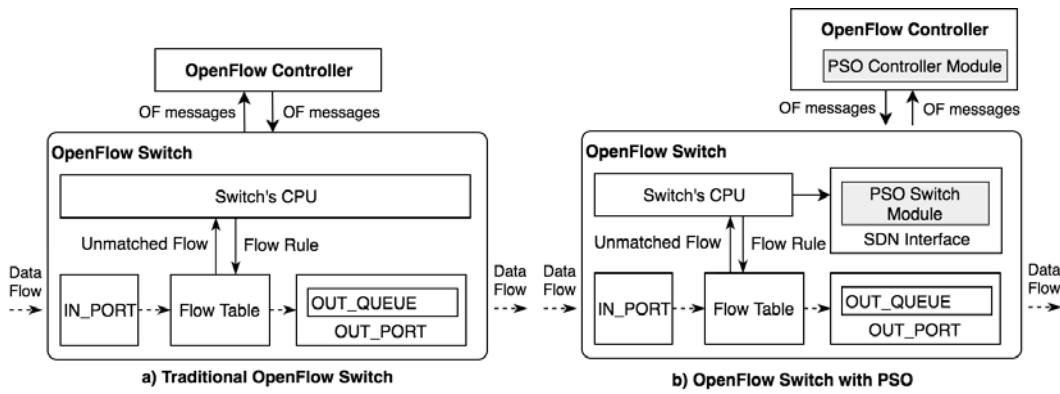 OpenFlow Controller
OF messages
OF messages
OpenFlow Switch
Switch's CPU
Unmatched Flow
Flow Rule
Data
Flow
IN_PORT
Flow Table
OUT_QUEUE
OUT_PORT
Data
Flow
a) Traditional OpenFlow Switch
OpenFlow Controller
PSO Controller Module
OF messages
OF messages
OpenFlow Switch
Switch's CPU
PSO Switch
Module
SDN Interface
Unmatched Flow
Flow Rule
Data
Flow
IN_PORT
Flow Table
OUT_QUEUE
OUT_PORT
Data
Flow
b) OpenFlow Switch with PSO